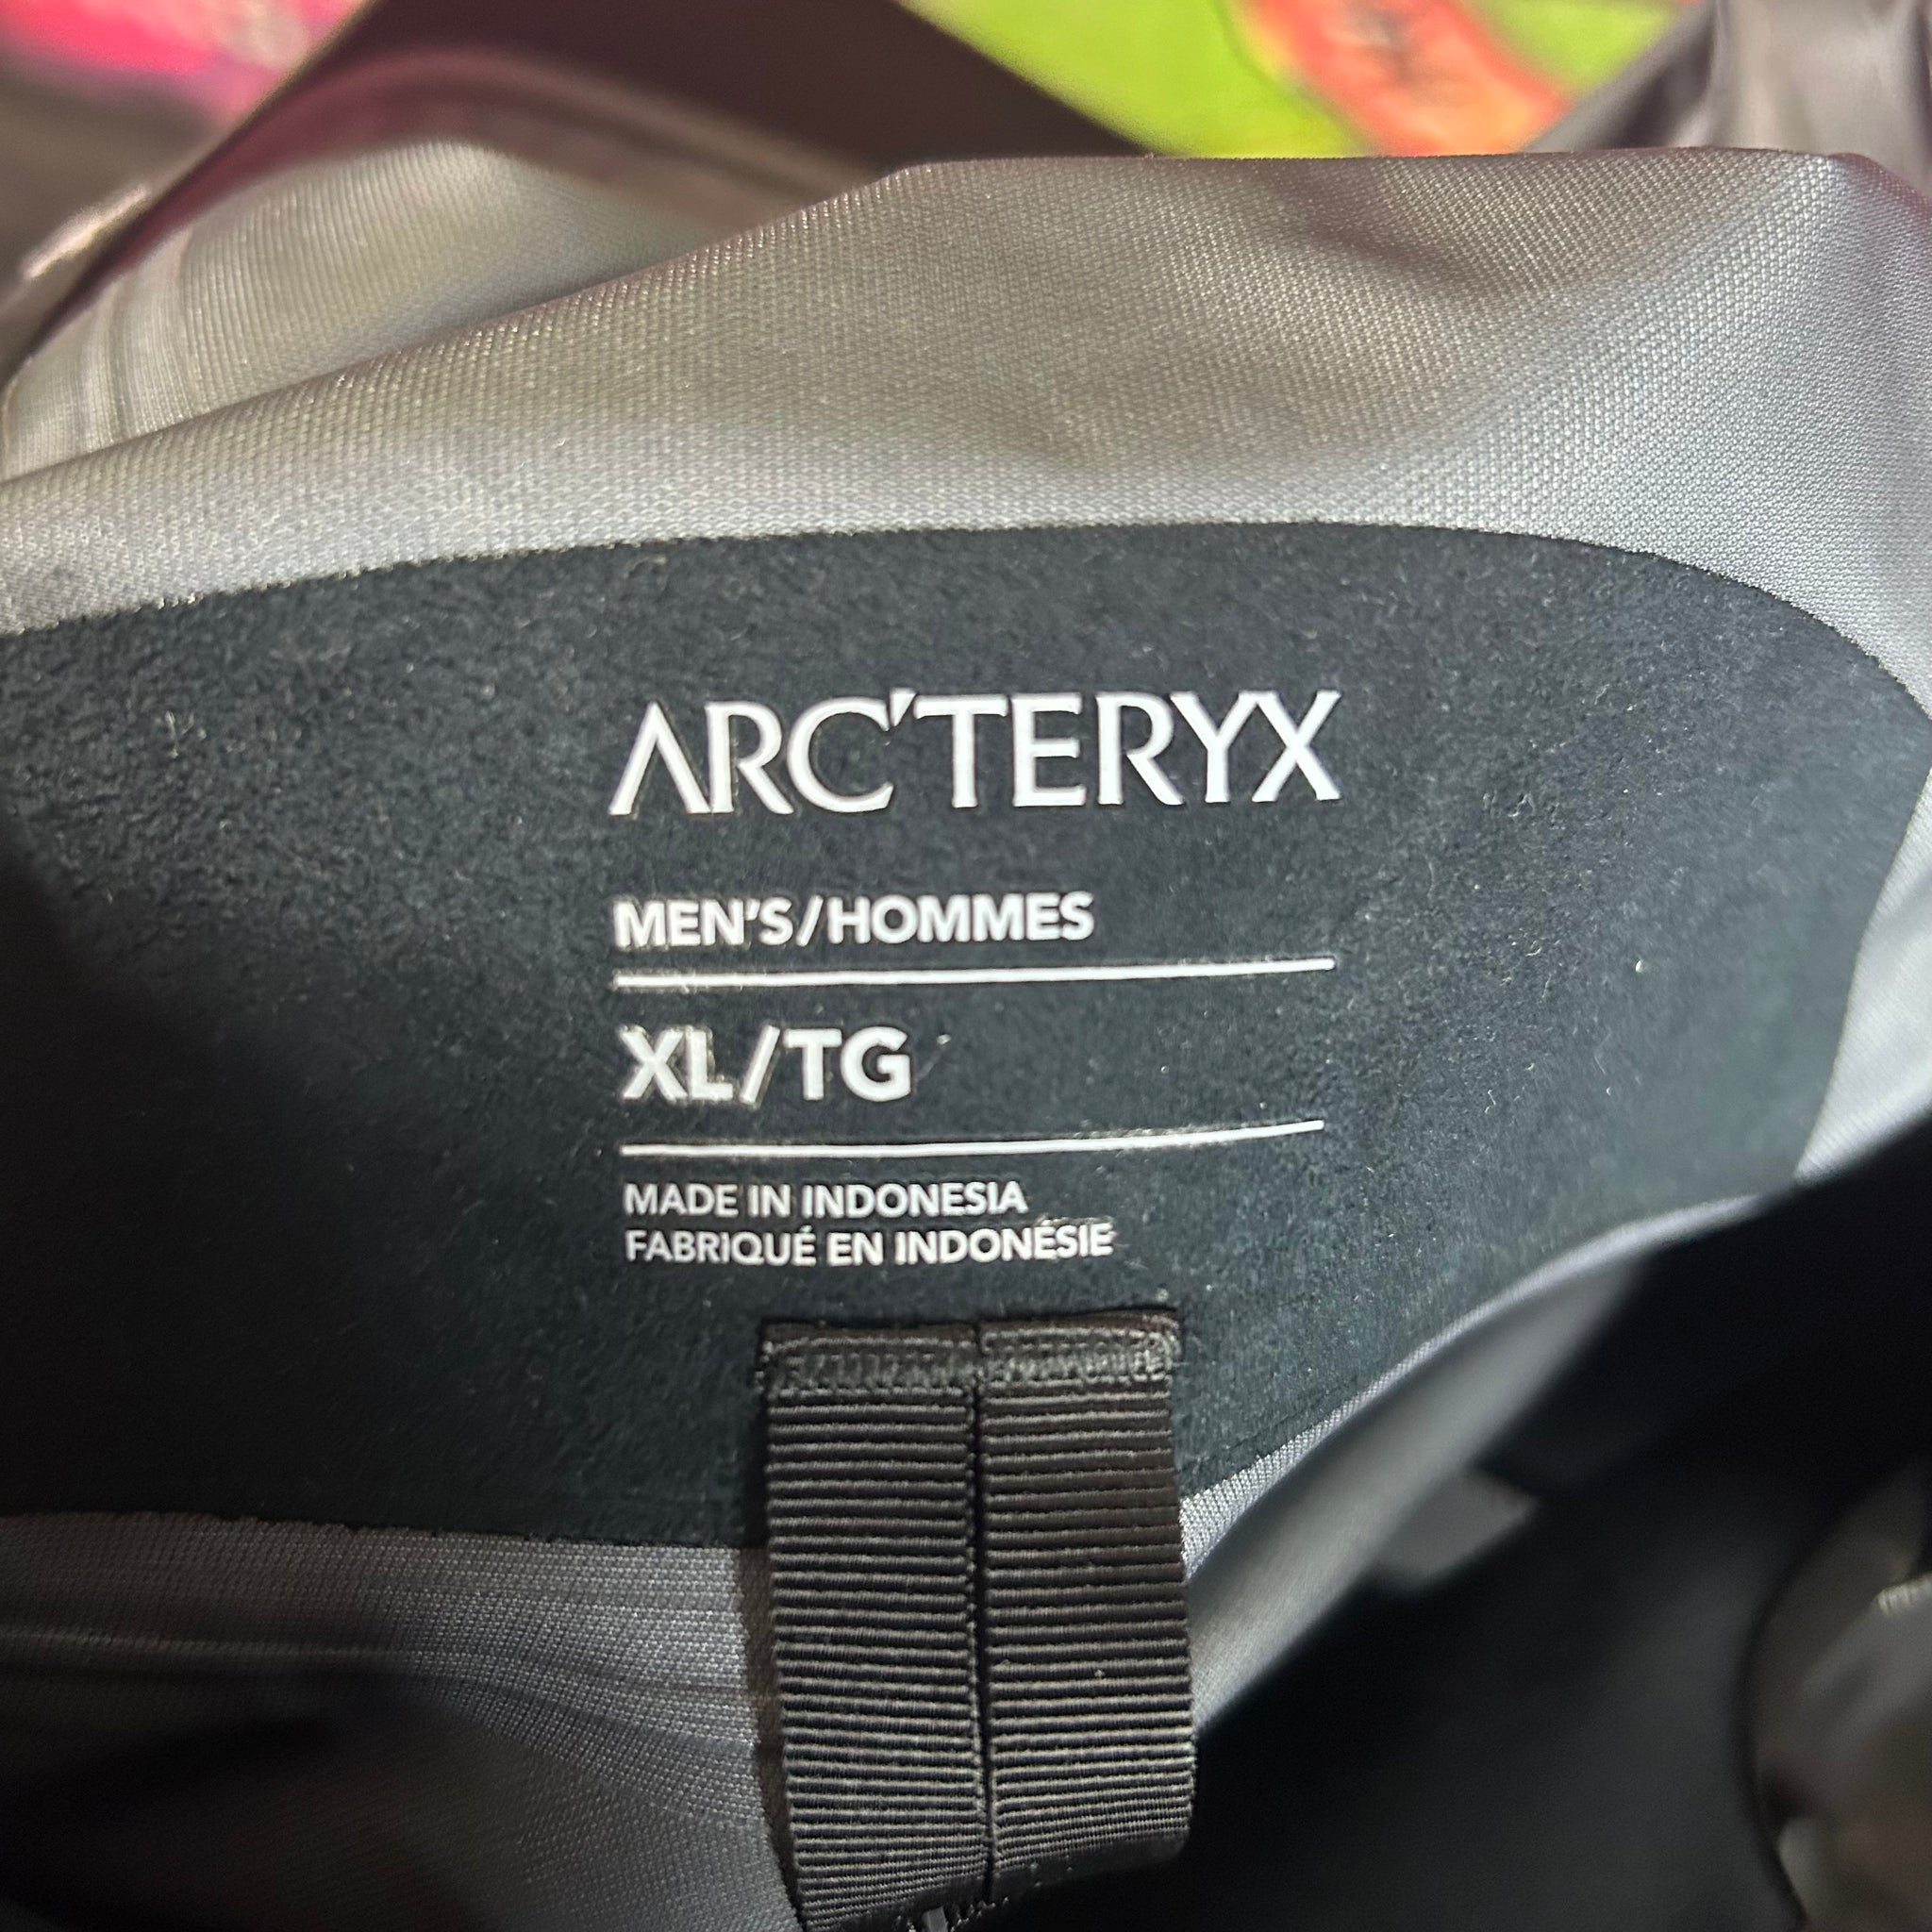 ARC'TERYX
MEN'S/HOMMES
XL/TG
MADE IN INDONESIA
FABRIQUÉ EN INDONÉSIE